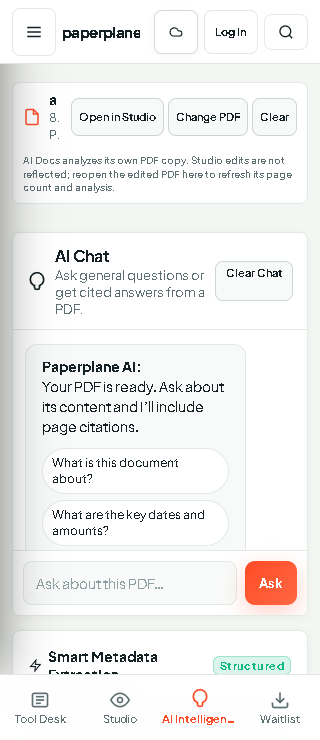 paperplane
Log In
a
8.
P.
Open in Studio
Change PDF
Clear
AI Docs analyzes its own PDF copy. Studio edits are not
reflected; reopen the edited PDF here to refresh its page
count and analysis.
AI Chat
Ask general questions or
get cited answers from a
PDF.
Clear Chat
Paperplane AI:
Your PDF is ready. Ask about
its content and I'll include
page citations.
What is this document
about?
What are the key dates and
amounts?
Ask about this PDF...
Ask
Smart Metadata
Extraction
Structured
Tool Desk
Studio
AI Intelligen...
Waitlist